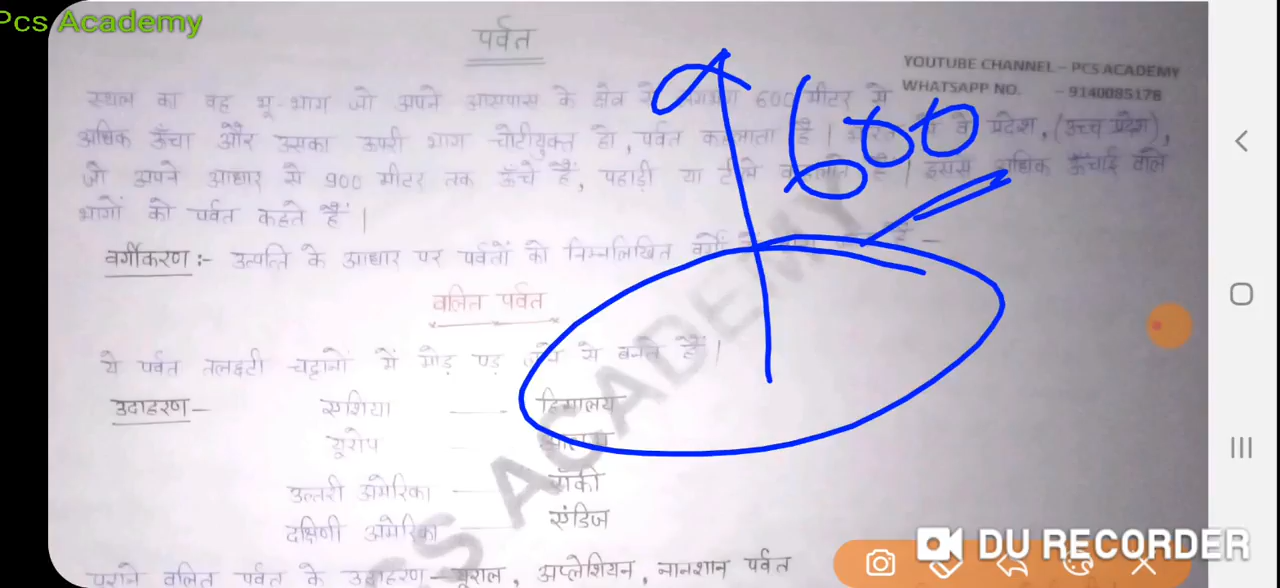 Pcs Academy
पर्वत
YOUTUBE CHANNEL – PCS ACADEMY
WHATSAPP NO. - 9140085178
स्थल का वह भू-भाग जो अपने आसपास के क्षेत्र से 600 मीटर से
अधिक ऊँचा और उसका ऊपरी भाग चोटीयुक्त हो, पर्वत कहलाता है। वे प्रदेश, (उच्च प्रदेश),
जो अपने आधार से 900 मीटर तक ऊँचे हैं, पहाड़ी या है। इससे अधिक ऊँचाई वाले
भागों को पर्वत कहते हैं।
600
वर्गीकरण :- उत्पत्ति के आधार पर पर्वतों को निम्नलिखित वर्गों हैं –
वलित पर्वत
ये पर्वत तलछटी चट्टानों में मोड़ पड़ जाने से बनते हैं।
उदाहरण – एशिया — हिमालय
यूरोप -
उत्तरी अमेरिका — रॉकी
दक्षिणी अमेरिका — एंडिज
पुराने वलित पर्वत के उदाहरण – यूराल, अप्लेशियन, नानशान पर्वत
PCS ACADEMY
DU RECORDER